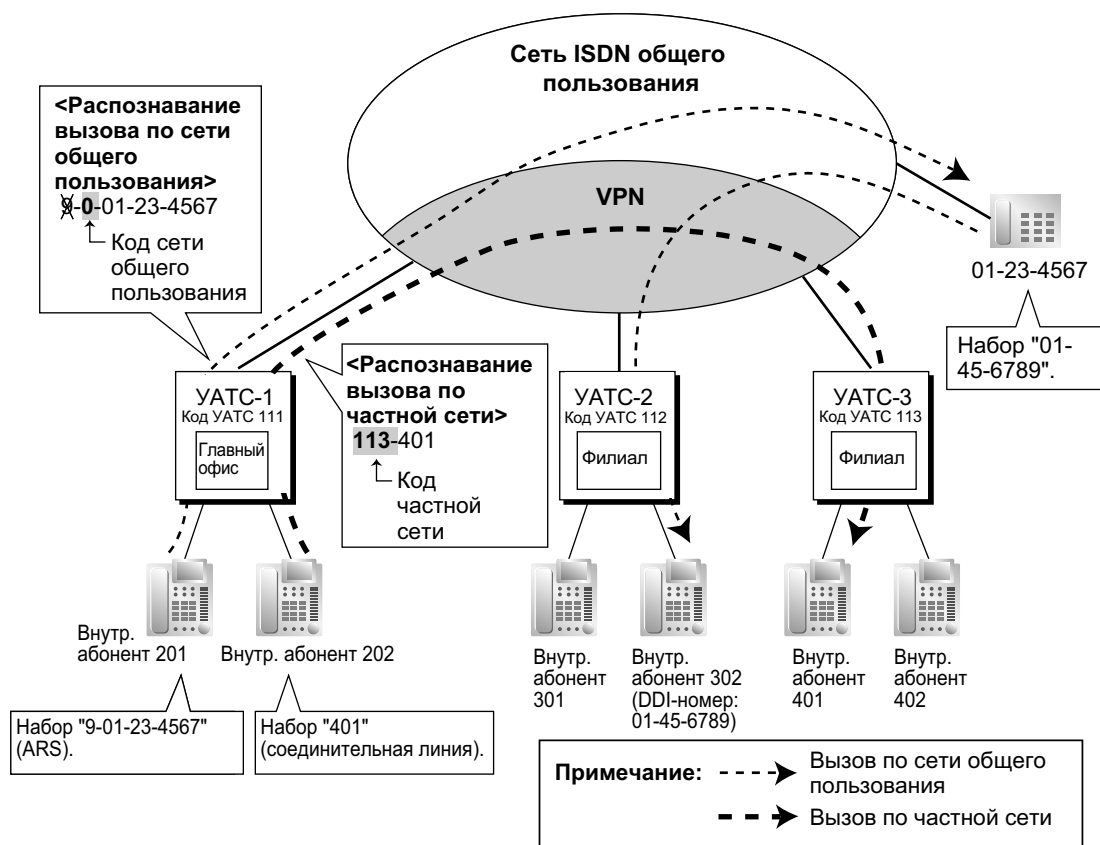 Сеть ISDN общего
пользования
<Распознавание
вызова по сети
общего
пользования>
9-0-01-23-4567
Код сети
общего
пользования
VPN
01-23-4567
Набор "01-
45-6789".
<Распознавание
вызова по
частной сети>
113-401
Код
частной
сети
УАТС-1
Код УАТС 111
Главный
офис
УАТС-2
Код УАТС 112
Филиал
УАТС-3
Код УАТС 113
Филиал
Внутр.
абонент 201
Внутр. абонент 202
Внутр.
абонент
301
Внутр.
абонент 302
(DDI-номер:
01-45-6789)
Внутр.
абонент
401
Внутр.
абонент
402
Набор "9-01-23-4567"
(ARS).
Набор "401"
(соединительная линия).
Примечание:
Вызов по сети общего
пользования
Вызов по частной сети